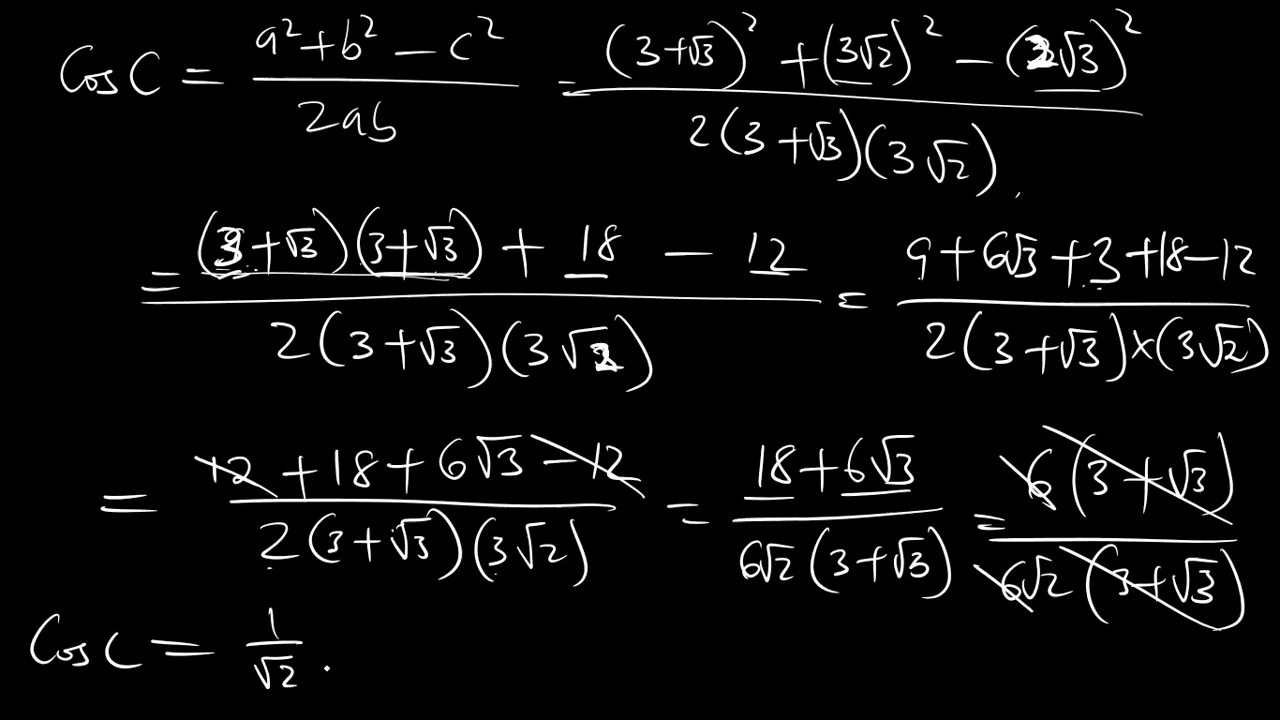 Cos C = a² + b² − c² / 2ab = (3 + √3)² + (3√2)² − (2√3)² / 2(3 + √3)(3√2)
= (3 + √3)(3 + √3) + 18 − 12 / 2(3 + √3)(3√2) = 9 + 6√3 + 3 + 18 − 12 / 2(3 + √3) × (3√2)
= 12 + 18 + 6√3 − 12 / 2(3 + √3)(3√2) = 18 + 6√3 / 6√2 (3 + √3) = 6(3 + √3) / 6√2 (3 + √3)
Cos C = 1 / √2 .